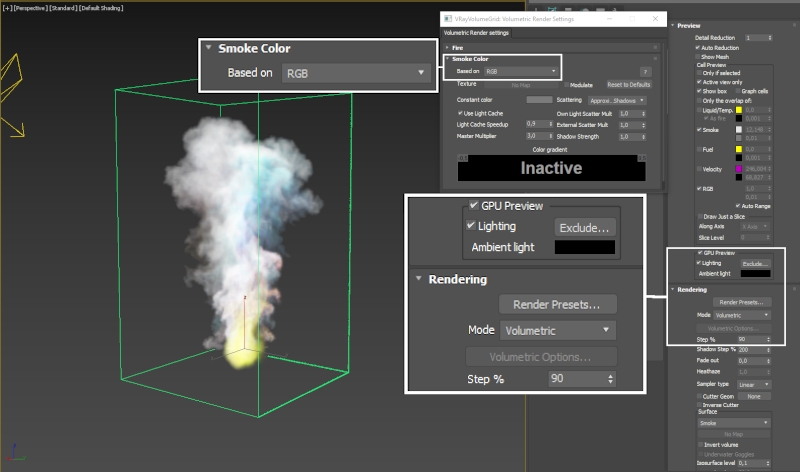 [+] [Perspective] [Standard] [Default Shading]
Smoke Color
Based on RGB
VRayVolumeGrid: Volumetric Render Settings
Volumetric Render settings
Fire
Smoke Color
Based on RGB ?
Texture No Map Modulate Reset to Defaults
Constant color Scattering Approx...Shadows
Use Light Cache Own Light Scatter Mult 1,0
Light Cache Speedup 0,9 External Scatter Mult 1,0
Master Multiplier 3,0 Shadow Strength 1,0
Color gradient
Inactive
GPU Preview
Lighting Exclude...
Ambient light
Rendering
Render Presets...
Mode Volumetric
Volumetric Options...
Step % 90
Preview
Detail Reduction 1
Auto Reduction
Show Mesh
Cell Preview
Only if selected
Active view only
Show box Graph cells
Only the overlap of:
Liquid/Temp. 0,0
As fire 0,001
Smoke 12,148
0,01
Fuel 0,0
0,001
Velocity
RGB 1,0
0,01
Auto Range
Draw Just a Slice
Along Axis X Axis
Slice Level 0
GPU Preview
Lighting Exclude...
Ambient light
Rendering
Render Presets...
Mode Volumetric
Volumetric Options...
Step % 90
Shadow Step % 200
Fade out 0,0
Heathaze 1,0
Sampler type Linear
Cutter Geom None
Inverse Cutter
Surface
Smoke
No Map
Invert volume
Underwater Goggles
Isosurface level 0,1